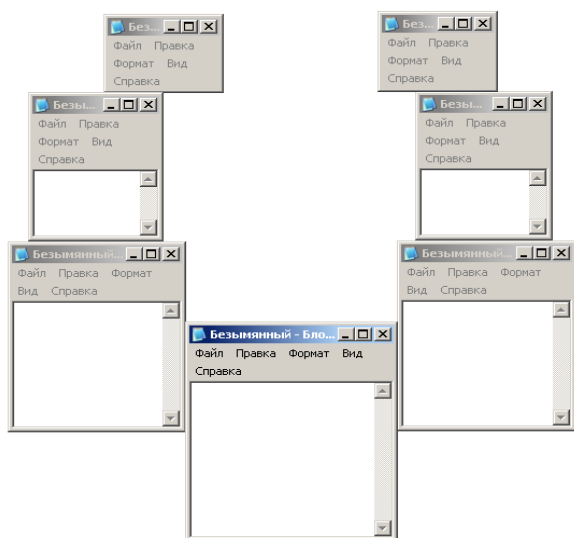 Без...
Файл Правка
Формат Вид
Справка
Без...
Файл Правка
Формат Вид
Справка
Безы...
Файл Правка
Формат Вид
Справка
Безы...
Файл Правка
Формат Вид
Справка
Безымянный...
Файл Правка Формат
Вид Справка
Безымянный...
Файл Правка Формат
Вид Справка
Безымянный - Бло...
Файл Правка Формат Вид
Справка